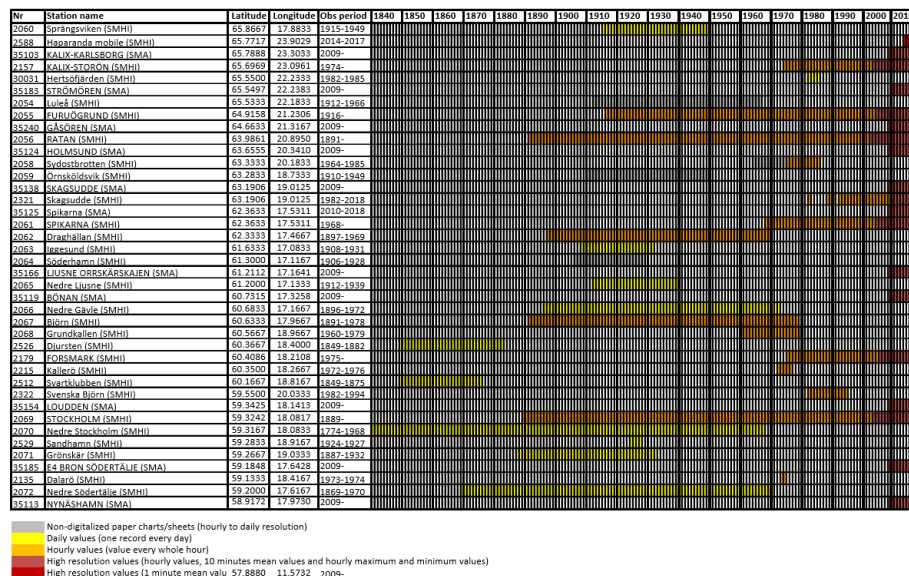 Nr Station name Latitude Longitude Obs period 1840 1850 1860 1870 1880 1890 1900 1910 1920 1930 1940 1950 1960 1970 1980 1990 2000 2010
2060 Sprängsviken (SMHI) 65.8667 17.8833 1915-1949
2588 Haparanda mobile (SMHI) 65.7717 23.9029 2014-2017
35103 KALIX-KARLSBORG (SMA) 65.7888 23.3033 2009-
2157 KALIX-STORÖN (SMHI) 65.6969 23.0961 1974-
30031 Hertsöfjärden (SMHI) 65.5500 22.2333 1982-1985
35183 STRÖMÖREN (SMA) 65.5497 22.2383 2009-
2054 Luleå (SMHI) 65.5333 22.1833 1912-1966
2055 FURUÖGRUND (SMHI) 64.9158 21.2306 1916-
35240 GÅSÖREN (SMA) 64.6633 21.3167 2009-
2056 RATAN (SMHI) 63.9861 20.8950 1891-
35124 HOLMSUND (SMA) 63.6555 20.3410 2009-
2058 Sydostbrotten (SMHI) 63.3333 20.1833 1964-1985
2059 Örnsköldsvik (SMHI) 63.2833 18.7333 1910-1949
35138 SKAGSUDDE (SMA) 63.1906 19.0125 2009-
2321 Skagsudde (SMHI) 63.1906 19.0125 1982-2018
35125 Spikarna (SMA) 62.3633 17.5311 2010-2018
2061 SPIKARNA (SMHI) 62.3633 17.5311 1968-
2062 Draghällan (SMHI) 62.3333 17.4667 1897-1969
2063 Iggesund (SMHI) 61.6333 17.0833 1908-1931
2064 Söderhamn (SMHI) 61.3000 17.1167 1906-1928
35166 LJUSNE ORRSKÄRSKAJEN (SMA) 61.2112 17.1641 2009-
2065 Nedre Ljusne (SMHI) 61.2000 17.1333 1912-1939
35119 BÖNAN (SMA) 60.7315 17.3258 2009-
2066 Nedre Gävle (SMHI) 60.6833 17.1667 1896-1972
2067 Björn (SMHI) 60.6333 17.9667 1891-1978
2068 Grundkallen (SMHI) 60.5667 18.9667 1960-1979
2526 Djursten (SMHI) 60.3667 18.4000 1849-1882
2179 FORSMARK (SMHI) 60.4086 18.2108 1975-
2215 Kallerö (SMHI) 60.3500 18.2667 1972-1976
2512 Svartklubben (SMHI) 60.1667 18.8167 1849-1875
2322 Svenska Björn (SMHI) 59.5500 20.0333 1982-1994
35154 LOUDDEN (SMA) 59.3425 18.1413 2009-
2069 STOCKHOLM (SMHI) 59.3242 18.0817 1889-
2070 Nedre Stockholm (SMHI) 59.3167 18.0833 1774-1968
2529 Sandhamn (SMHI) 59.2833 18.9167 1924-1927
2071 Grönskär (SMHI) 59.2667 19.0333 1887-1932
35185 E4 BRON SÖDERTÄLJE (SMA) 59.1848 17.6428 2009-
2135 Dalarö (SMHI) 59.1333 18.4167 1973-1974
2072 Nedre Södertälje (SMHI) 59.2000 17.6167 1869-1970
35113 NYNÄSHAMN (SMA) 58.9172 17.9730 2009-
Non-digitalized paper charts/sheets (hourly to daily resolution)
Daily values (one record every day)
Hourly values (value every whole hour)
High resolution values (hourly values, 10 minutes mean values and hourly maximum and minimum values)
High resolution values (1 minute mean valu 57.8880 11.5732 2009-